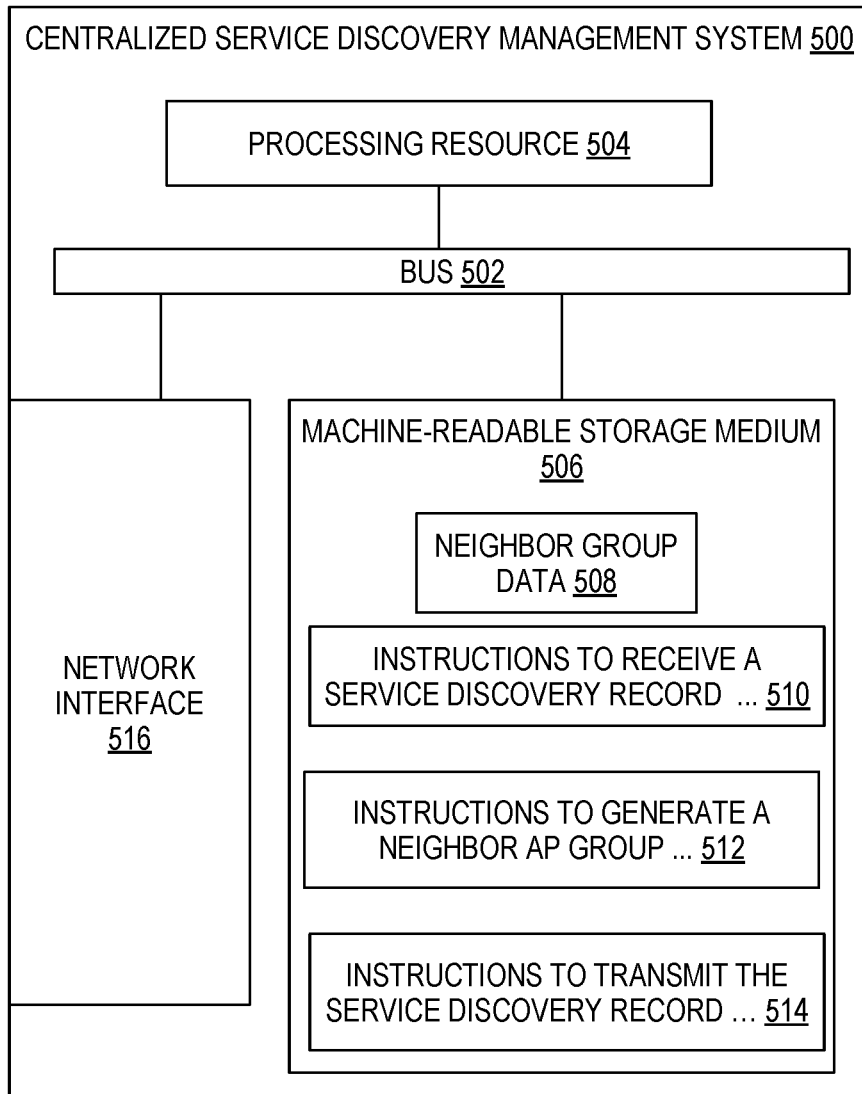 CENTRALIZED SERVICE DISCOVERY MANAGEMENT SYSTEM 500
PROCESSING RESOURCE 504
BUS 502
NETWORK
INTERFACE
516
MACHINE-READABLE STORAGE MEDIUM
506
NEIGHBOR GROUP
DATA 508
INSTRUCTIONS TO RECEIVE A
SERVICE DISCOVERY RECORD ... 510
INSTRUCTIONS TO GENERATE A
NEIGHBOR AP GROUP ... 512
INSTRUCTIONS TO TRANSMIT THE
SERVICE DISCOVERY RECORD ... 514